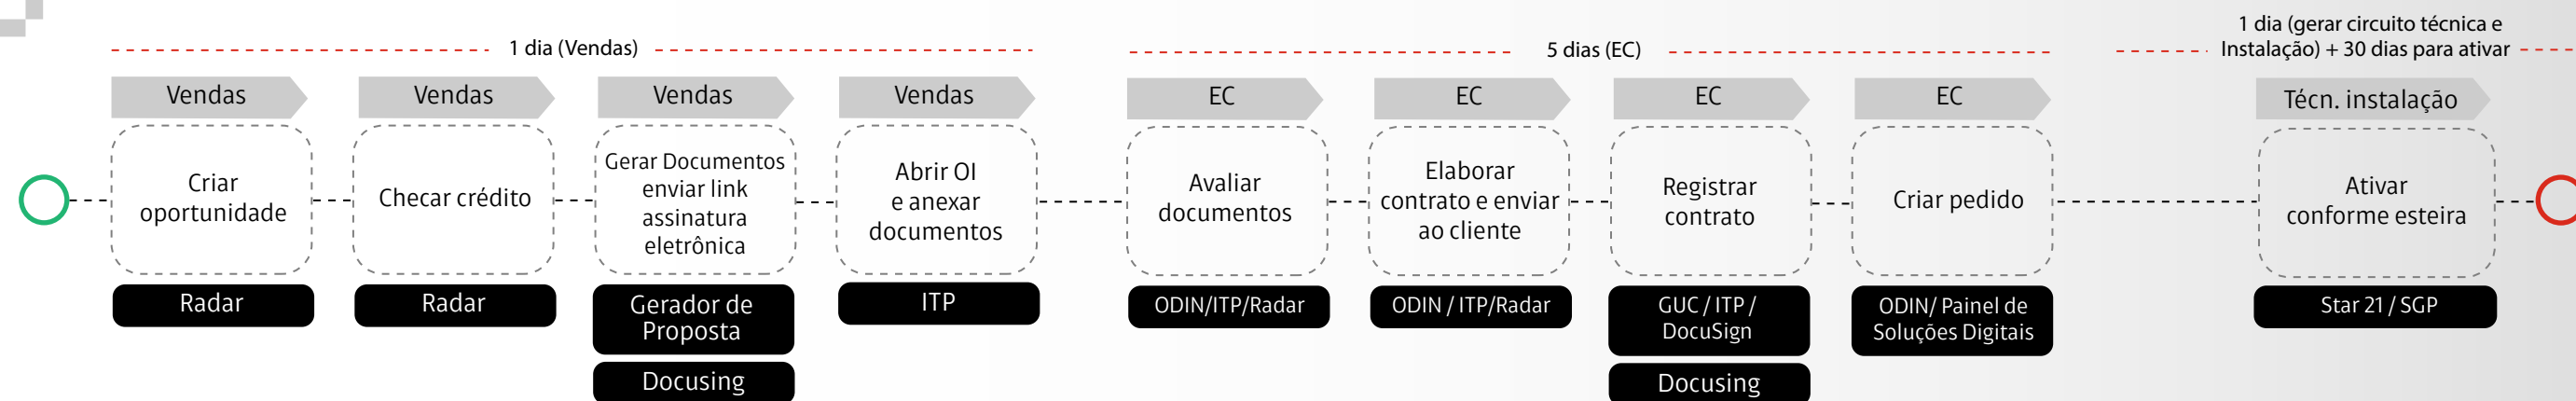 1 dia (Vendas)
5 dias (EC)
1 dia (gerar circuito técnica e
Instalação) + 30 dias para ativar
Vendas
Vendas
Vendas
Vendas
EC
EC
EC
EC
Técn. instalação
Criar
oportunidade
Checar crédito
Gerar Documentos
enviar link
assinatura
eletrônica
Abrir OI
e anexar
documentos
Avaliar
documentos
Elaborar
contrato e enviar
ao cliente
Registrar
contrato
Criar pedido
Ativar
conforme esteira
Radar
Radar
Gerador de
Proposta
Docusing
ITP
ODIN/ITP/Radar
ODIN / ITP/Radar
GUC / ITP /
DocuSign
Docusing
ODIN/ Painel de
Soluções Digitais
Star 21 / SGP